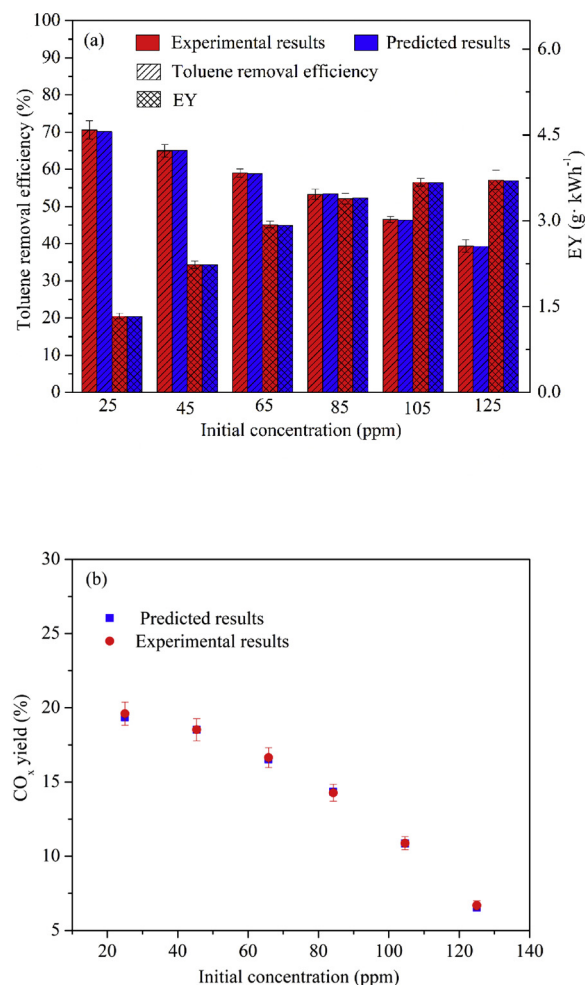 (a)
Experimental results
Predicted results
Toluene removal efficiency
EY
Toluene removal efficiency (%)
100
90
80
70
60
50
40
30
20
10
0
6.0
4.5
3.0
1.5
0.0
EY (g· kWh⁻¹)
25 45 65 85 105 125
Initial concentration (ppm)
(b)
Predicted results
Experimental results
COₓ yield (%)
30
25
20
15
10
5
20 40 60 80 100 120 140
Initial concentration (ppm)